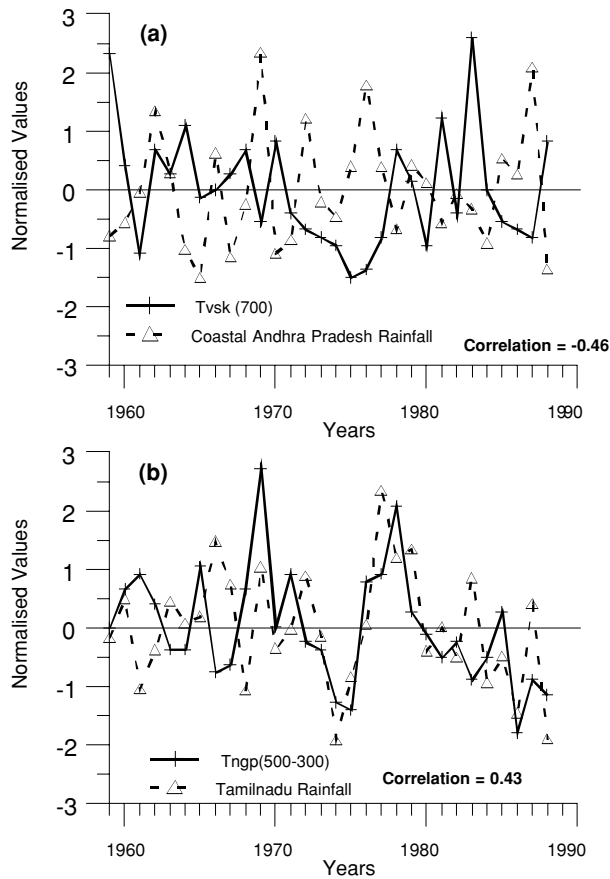 3
(a)
2
1
0
-1
-2
-3
Normalised Values
Tvsk (700)
Coastal Andhra Pradesh Rainfall
Correlation = -0.46
1960 1970 1980 1990
Years
3
(b)
2
1
0
-1
-2
-3
Normalised Values
Tngp(500-300)
Tamilnadu Rainfall
Correlation = 0.43
1960 1970 1980 1990
Years